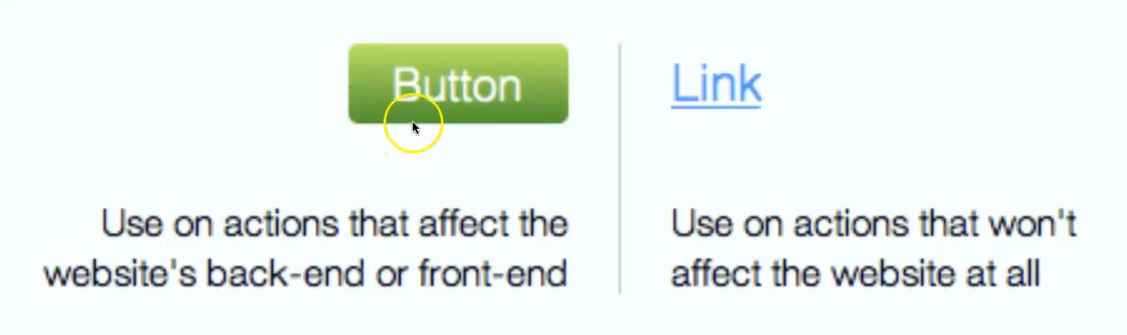 Button
Link
Use on actions that affect the
website's back-end or front-end
Use on actions that won't
affect the website at all